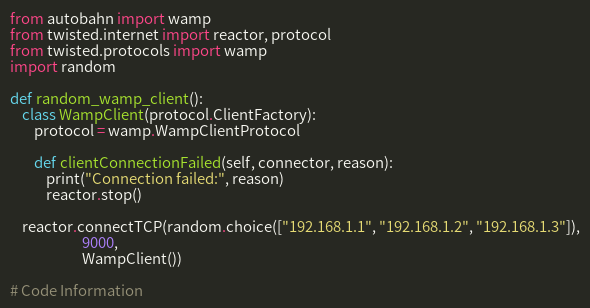 from autobahn import wamp
from twisted.internet import reactor, protocol
from twisted.protocols import wamp
import random

def random_wamp_client():
    class WampClient(protocol.ClientFactory):
        protocol = wamp.WampClientProtocol

        def clientConnectionFailed(self, connector, reason):
            print("Connection failed:", reason)
            reactor.stop()

    reactor.connectTCP(random.choice(["192.168.1.1", "192.168.1.2", "192.168.1.3"]),
                        9000,
                        WampClient())

# Code Information